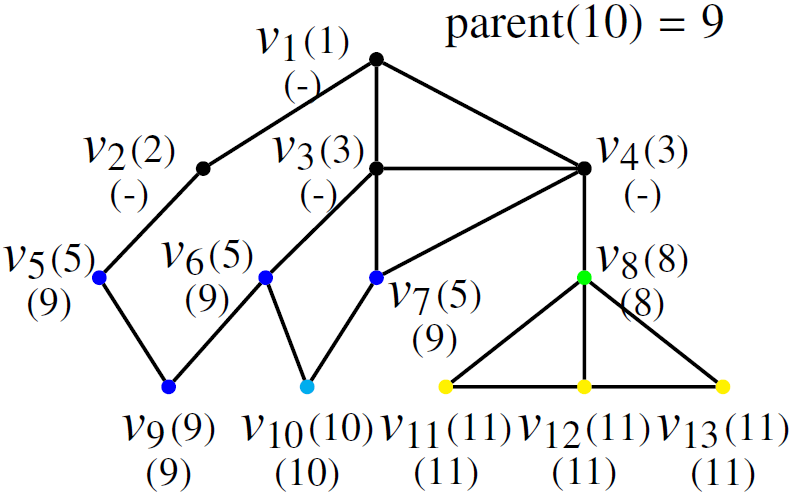 parent(10) = 9
v1(1)
(-)
v2(2)
(-)
v3(3)
(-)
v4(3)
(-)
v5(5)
(9)
v6(5)
(9)
v7(5)
(9)
v8(8)
(8)
v9(9)
(9)
v10(10)
(10)
v11(11)
(11)
v12(11)
(11)
v13(11)
(11)